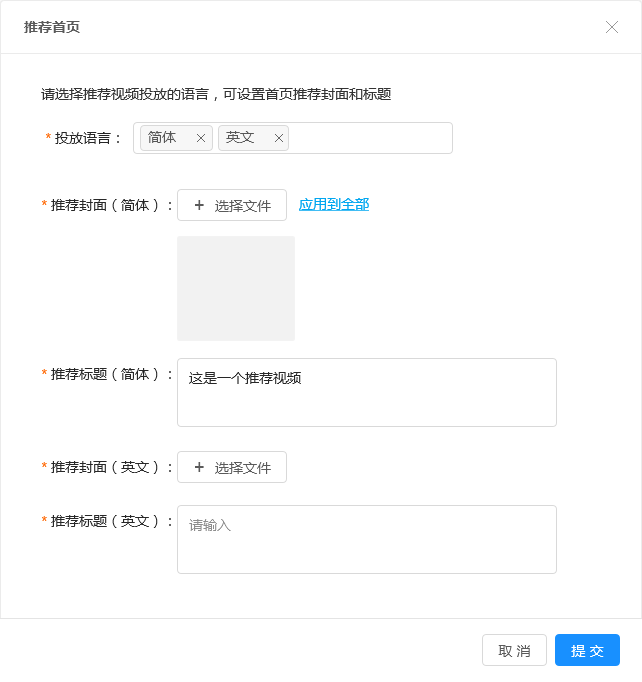 推荐首页
请选择推荐视频投放的语言，可设置首页推荐封面和标题
* 投放语言： 简体 英文
* 推荐封面（简体）： + 选择文件 应用到全部
* 推荐标题（简体）： 这是一个推荐视频
* 推荐封面（英文）： + 选择文件
* 推荐标题（英文）： 请输入
取 消 提 交